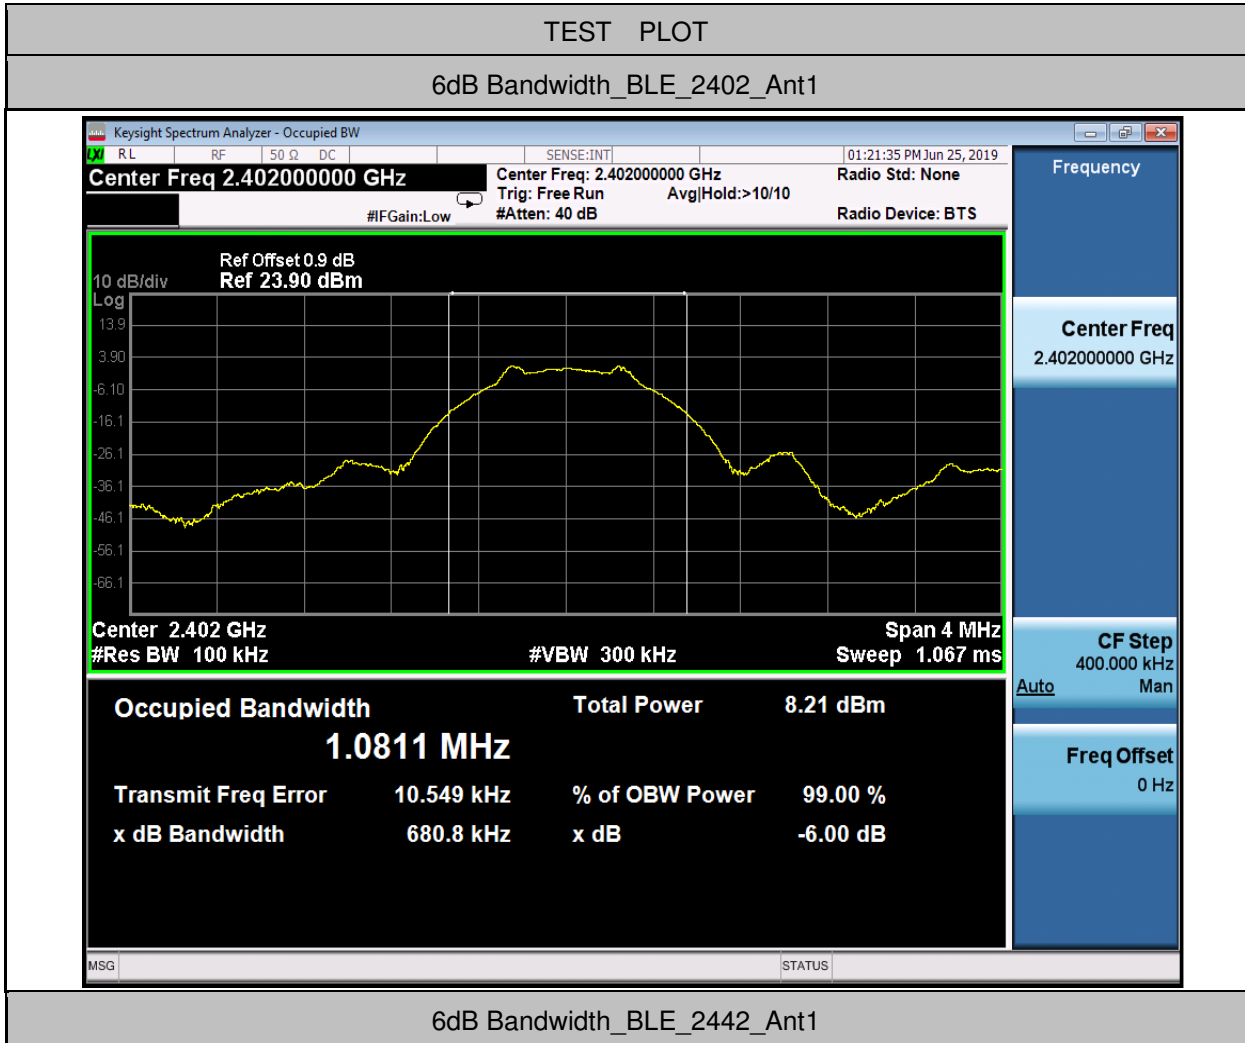 TEST PLOT
6dB Bandwidth_BLE_2402_Ant1
Keysight Spectrum Analyzer - Occupied BW
LXI RL RF 50 Ω DC SENSE:INT 01:21:35 PM Jun 25, 2019
Center Freq 2.402000000 GHz Center Freq: 2.402000000 GHz Radio Std: None
Trig: Free Run Avg|Hold:>10/10
#IFGain:Low #Atten: 40 dB Radio Device: BTS
Frequency
Ref Offset 0.9 dB
10 dB/div Ref 23.90 dBm
Log
13.9
3.90
-6.10
-16.1
-26.1
-36.1
-46.1
-56.1
-66.1
Center 2.402 GHz Span 4 MHz
#Res BW 100 kHz #VBW 300 kHz Sweep 1.067 ms
Center Freq
2.402000000 GHz
CF Step
400.000 kHz
Auto Man
Freq Offset
0 Hz
Occupied Bandwidth Total Power 8.21 dBm
1.0811 MHz
Transmit Freq Error 10.549 kHz % of OBW Power 99.00 %
x dB Bandwidth 680.8 kHz x dB -6.00 dB
MSG STATUS
6dB Bandwidth_BLE_2442_Ant1